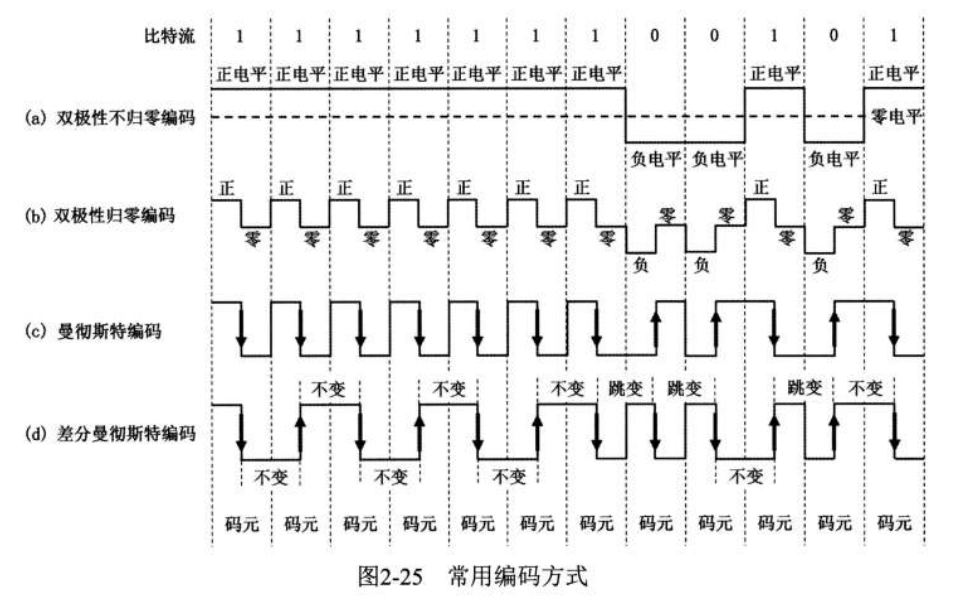 比特流 1 1 1 1 1 1 1 0 0 1 0 1
正电平 正电平 正电平 正电平 正电平 正电平 正电平 正电平 正电平
(a) 双极性不归零编码 零电平
负电平 负电平 负电平
正 正 正 正 正 正 正 正 正
(b) 双极性归零编码 零 零 零
零 零 零 零 零 零 零 零 零
负 负 负
(c) 曼彻斯特编码
不变 不变 不变 跳变 跳变 跳变 不变
(d) 差分曼彻斯特编码
不变 不变 不变 不变
码元 码元 码元 码元 码元 码元 码元 码元 码元 码元 码元 码元
图2-25 常用编码方式